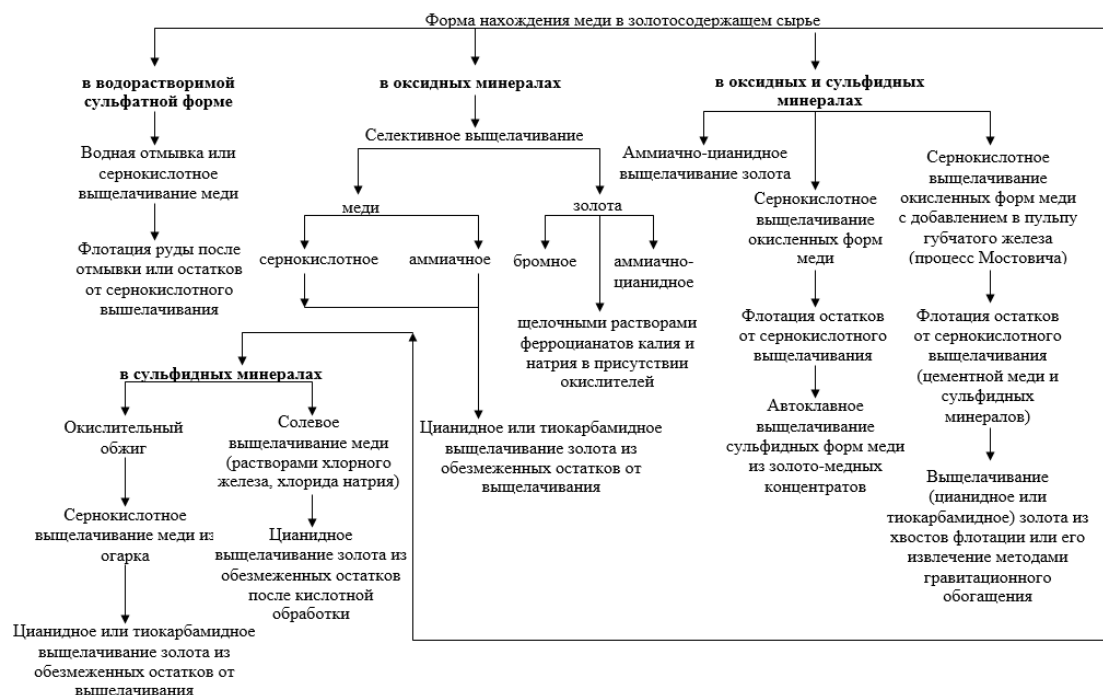 Форма нахождения меди в золотосодержащем сырье
в водорастворимой
сульфатной форме
Водная отмывка или
сернокислотное
выщелачивание меди
Флотация руды после
отмывки или остатков
от сернокислотного
вышелачивания
в оксидных минералах
Селективное выщелачивание
меди
золота
сернокислотное
аммиачное
бромное
аммиачно-
цианидное
щелочными растворами
ферроцианатов калия и
натрия в присутствии
окислителей
Цианидное или тиокарбамидное
выщелачивание золота из
обезмеженных остатков от
выщелачивания
в оксидных и сульфидных
минералах
Аммиачно-цианидное
выщелачивание золота
Сернокислотное
выщелачивание
окисленных форм
меди
Флотация остатков
от сернокислотного
выщелачивания
Автоклавное
выщелачивание
сульфидных форм меди
из золото-медных
концентратов
Сернокислотное
выщелачивание
окисленных форм меди
с добавлением в пульпу
губчатого железа
(процесс Мостовича)
Флотация остатков
от сернокислотного
выщелачивания
(цементной меди и
сульфидных
минералов)
Выщелачивание
(цианидное или
тиокарбамидное) золота из
хвостов флотации или его
извлечение методами
гравитационного
обогащения
в сульфидных минералах
Окислительный
обжиг
Сернокислотное
выщелачивание меди из
огарка
Цианидное или тиокарбамидное
выщелачивание золота из
обезмеженных остатков от
выщелачивания
Солевое
выщелачивание меди
(растворами хлорного
железа, хлорида натрия)
Цианидное
выщелачивание золота из
обезмеженных остатков
после кислотной
обработки